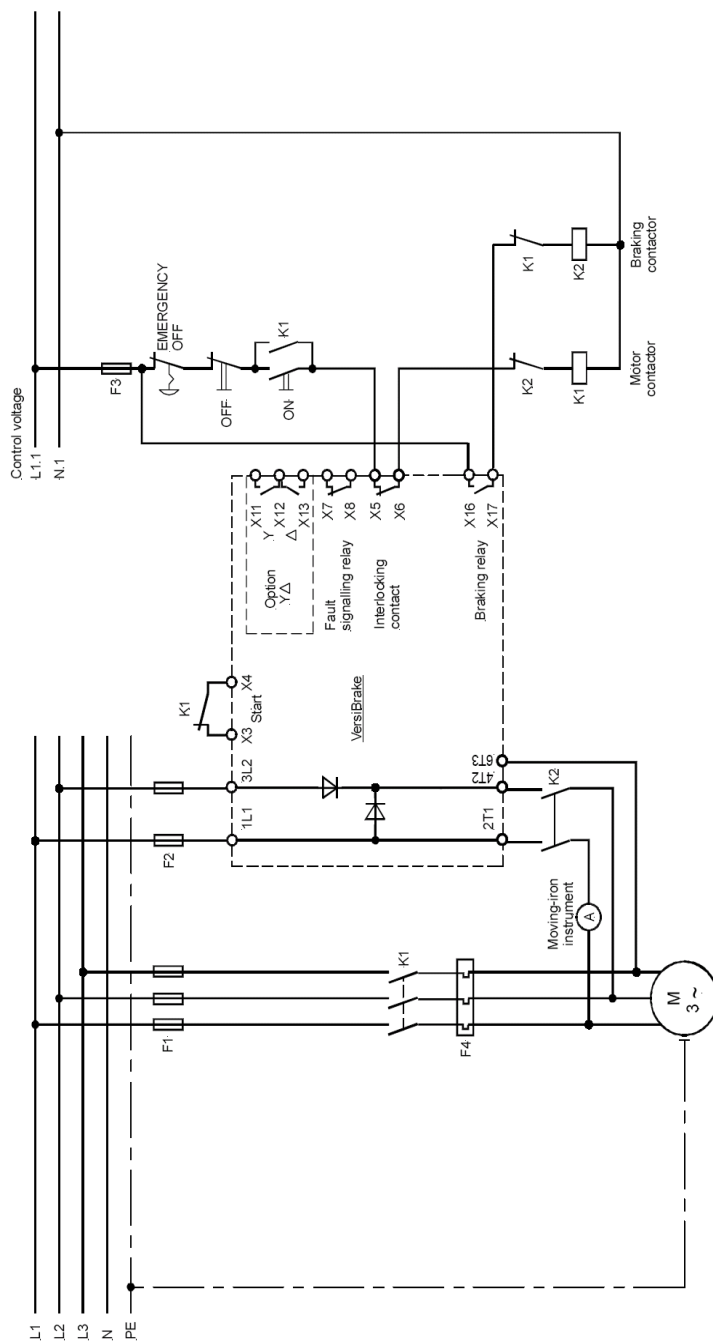 L1
L2
L3
N
PE
F1
K1
F4
M
3 ~
Moving-iron
instrument
A
F2
1L1
3L2
X3
X4
Start
K1
VersiBrake
2T1
4T2
6T3
K2
Option
Y△
X11
Y
X12
△
X13
Fault
signalling relay
X7
X8
Interlocking
contact
X5
X6
Braking relay
X16
X17
Control voltage
L1.1
N.1
F3
EMERGENCY
OFF
OFF
ON
K1
K2
K1
Motor
contactor
K1
K2
Braking
contactor